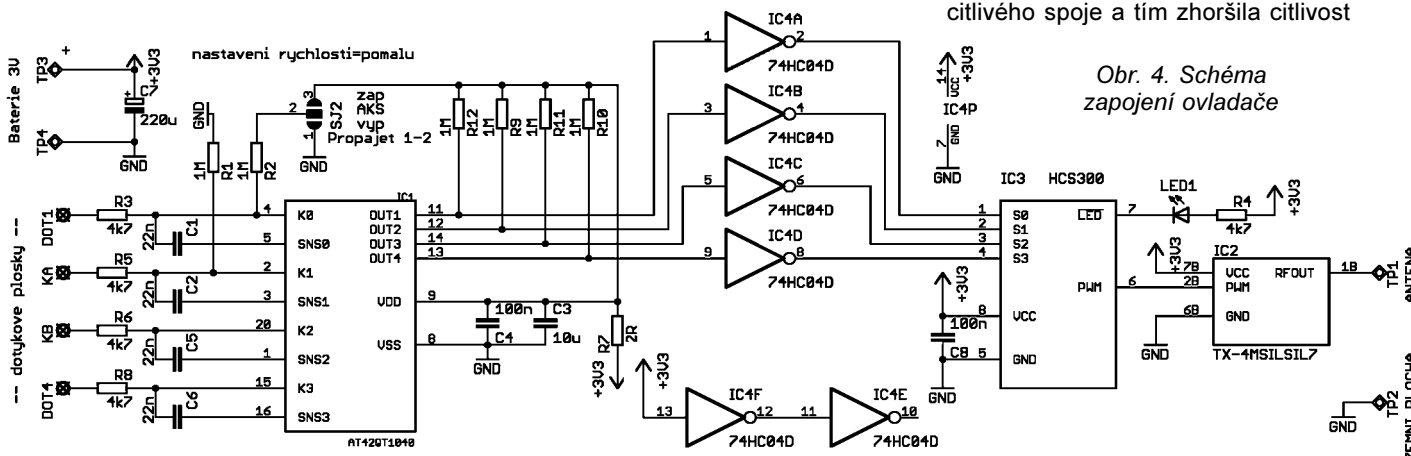 citlivého spoje a tím zhoršila citlivost
Obr. 4. Schéma
zapojení ovladače
nastaveni rychlosti=pomalu
Baterie 3V
TP3
TP4
+
+3V3
C7
+
220u
GND
GND
1M
R1
1M
R2
2
3
SJ2
1
zap
AKS
vyp
Propajet 1-2
GND
1M
R12
1M
R9
1M
R11
1M
R10
-- dotykove plosky --
DOT1
R3
4k7
22n
C1
KA
R5
4k7
22n
C2
KB
R6
4k7
22n
C5
DOT4
R8
4k7
22n
C6
IC1
4 K0
5 SNS0
2 K1
3 SNS1
20 K2
1 SNS2
15 K3
16 SNS3
OUT1 11
OUT2 12
OUT3 14
OUT4 13
VDD 9
VSS 8
AT42QT1040
100n
C4
C3
10u
GND
R7
2R
+3V3
IC4A
1 2
74HC04D
IC4B
3 4
74HC04D
IC4C
5 6
74HC04D
IC4D
9 8
74HC04D
+3V3
13 IC4F 12
74HC04D
11 IC4E 10
74HC04D
14 VCC +3V3
IC4P
7 GND
GND
IC3 HCS300
1 S0
2 S1
3 S2
4 S3
LED 7
PWM 6
8 VCC
5 GND
+3V3
100n
C8
GND
LED1
R4
4k7
+3V3
+3V3
IC2
7B VCC
2B PWM
6B GND
RFOUT 1B
TX-4MSILSIL7
GND
TP1
ANTENA
GND
TP2
ZEMNI PLOCHA